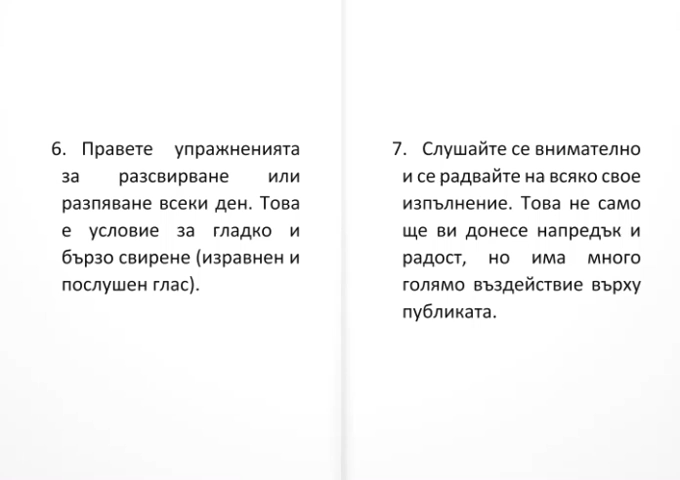 6. Правете упражненията
за разсвирване или
разпяване всеки ден. Това
е условие за гладко и
бързо свирене (изравнен и
послушен глас).
7. Слушайте се внимателно
и се радвайте на всяко свое
изпълнение. Това не само
ще ви донесе напредък и
радост, но има много
голямо въздействие върху
публиката.